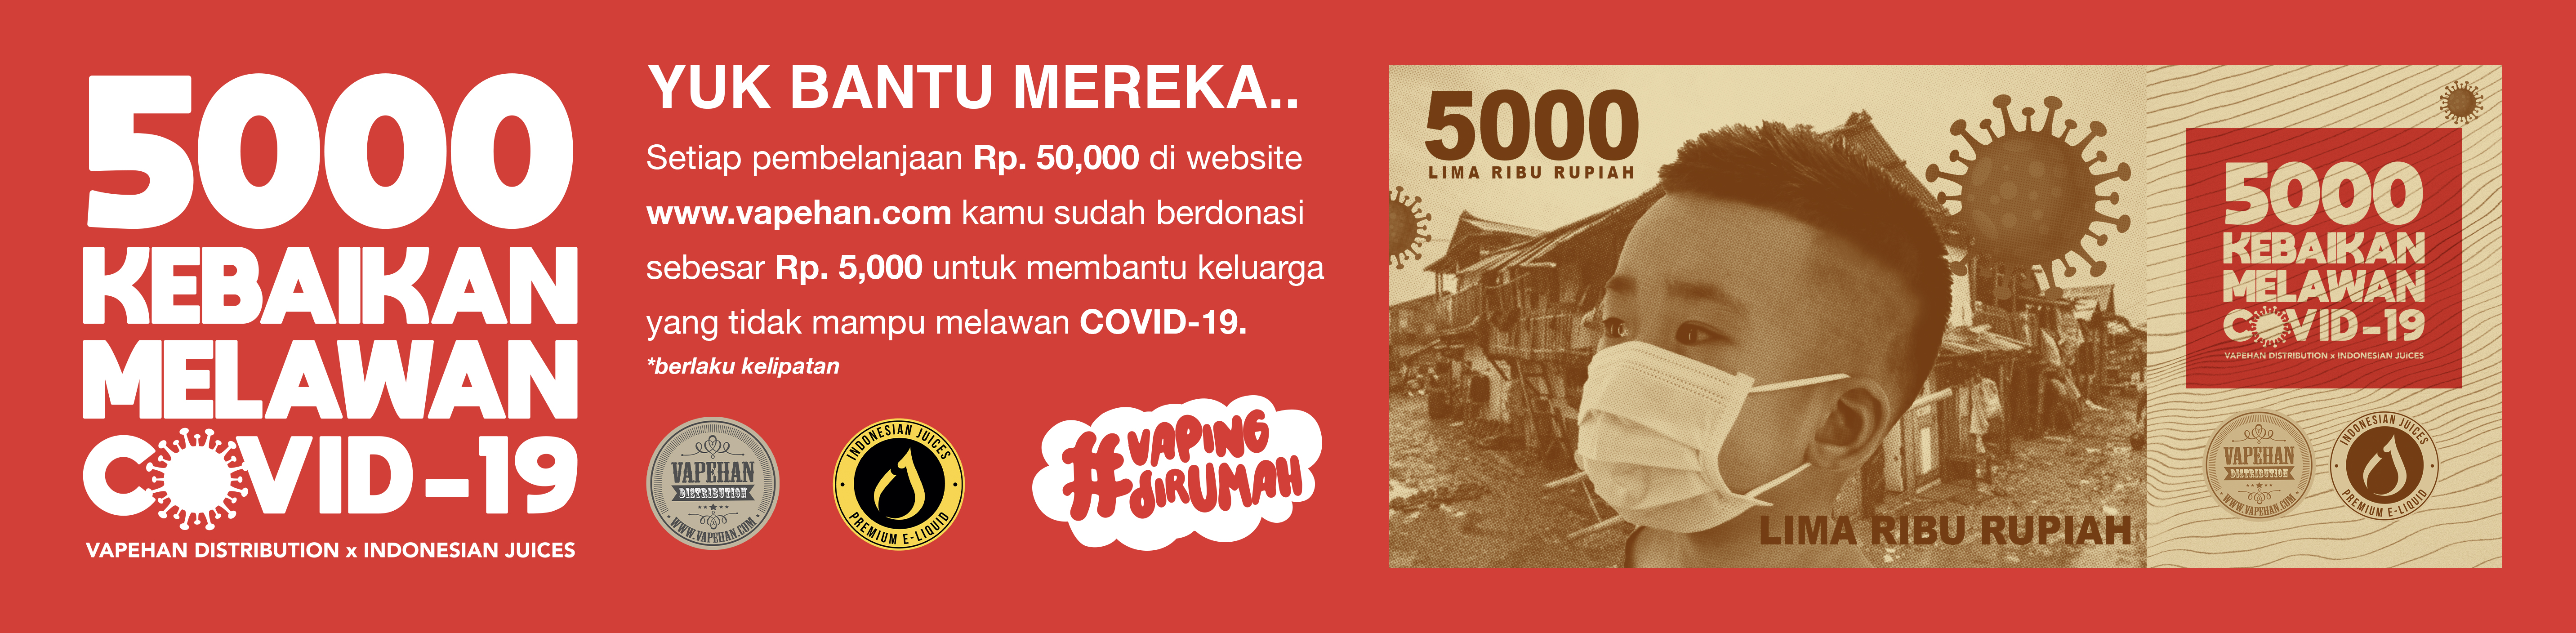 5000
KEBAIKAN
MELAWAN
COVID-19
VAPEHAN DISTRIBUTION x INDONESIAN JUICES
YUK BANTU MEREKA..
Setiap pembelanjaan Rp. 50,000 di website
www.vapehan.com kamu sudah berdonasi
sebesar Rp. 5,000 untuk membantu keluarga
yang tidak mampu melawan COVID-19.
*berlaku kelipatan
VAPEHAN
DISTRIBUTION
WWW.VAPEHAN.COM
INDONESIAN JUICES
PREMIUM E-LIQUID
#VAPING
diRUMAH
5000
LIMA RIBU RUPIAH
LIMA RIBU RUPIAH
5000
KEBAIKAN
MELAWAN
COVID-19
VAPEHAN DISTRIBUTION x INDONESIAN JUICES
VAPEHAN
DISTRIBUTION
WWW.VAPEHAN.COM
INDONESIAN JUICES
PREMIUM E-LIQUID